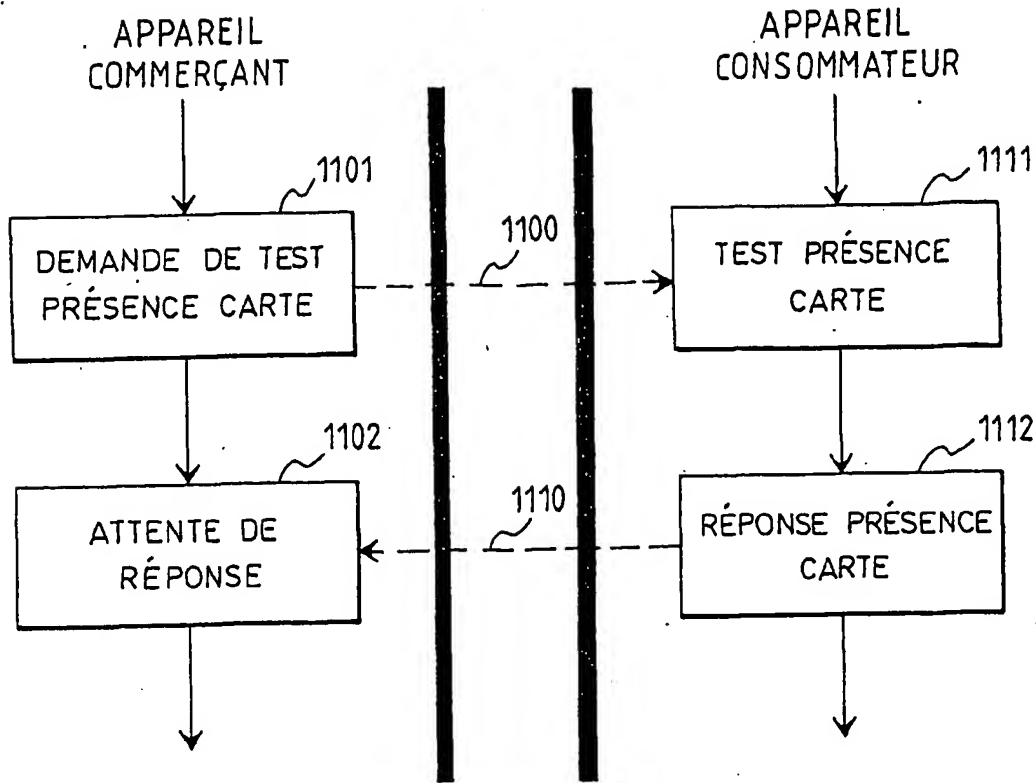 APPAREIL
COMMERÇANT
APPAREIL
CONSOMMATEUR
1101
DEMANDE DE TEST
PRÉSENCE CARTE
1100
1111
TEST PRÉSENCE
CARTE
1102
ATTENTE DE
RÉPONSE
1110
1112
RÉPONSE PRÉSENCE
CARTE